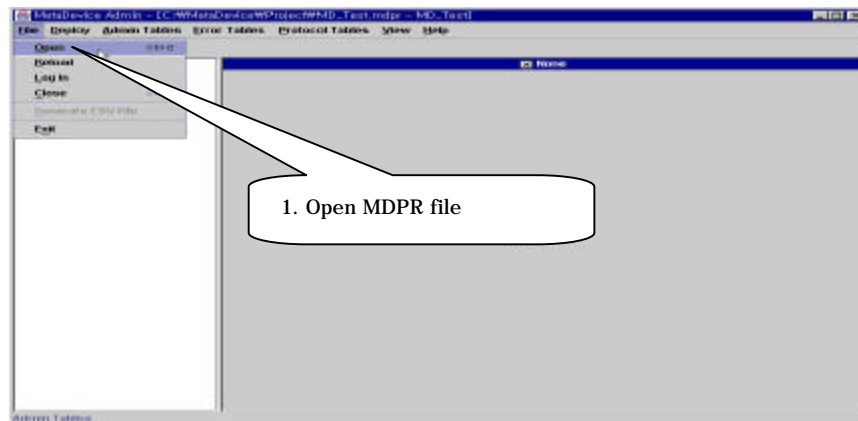 MetaDevice Admin - [C:₩MetaDevice₩Project₩MD_Test.mdpr - MD_Test]
File Deploy Admin Tables Error Tables Protocol Tables View Help
Open
Reload
Log In
Close
Generate CSV File
Exit
Home
1. Open MDPR file
Admin Tables